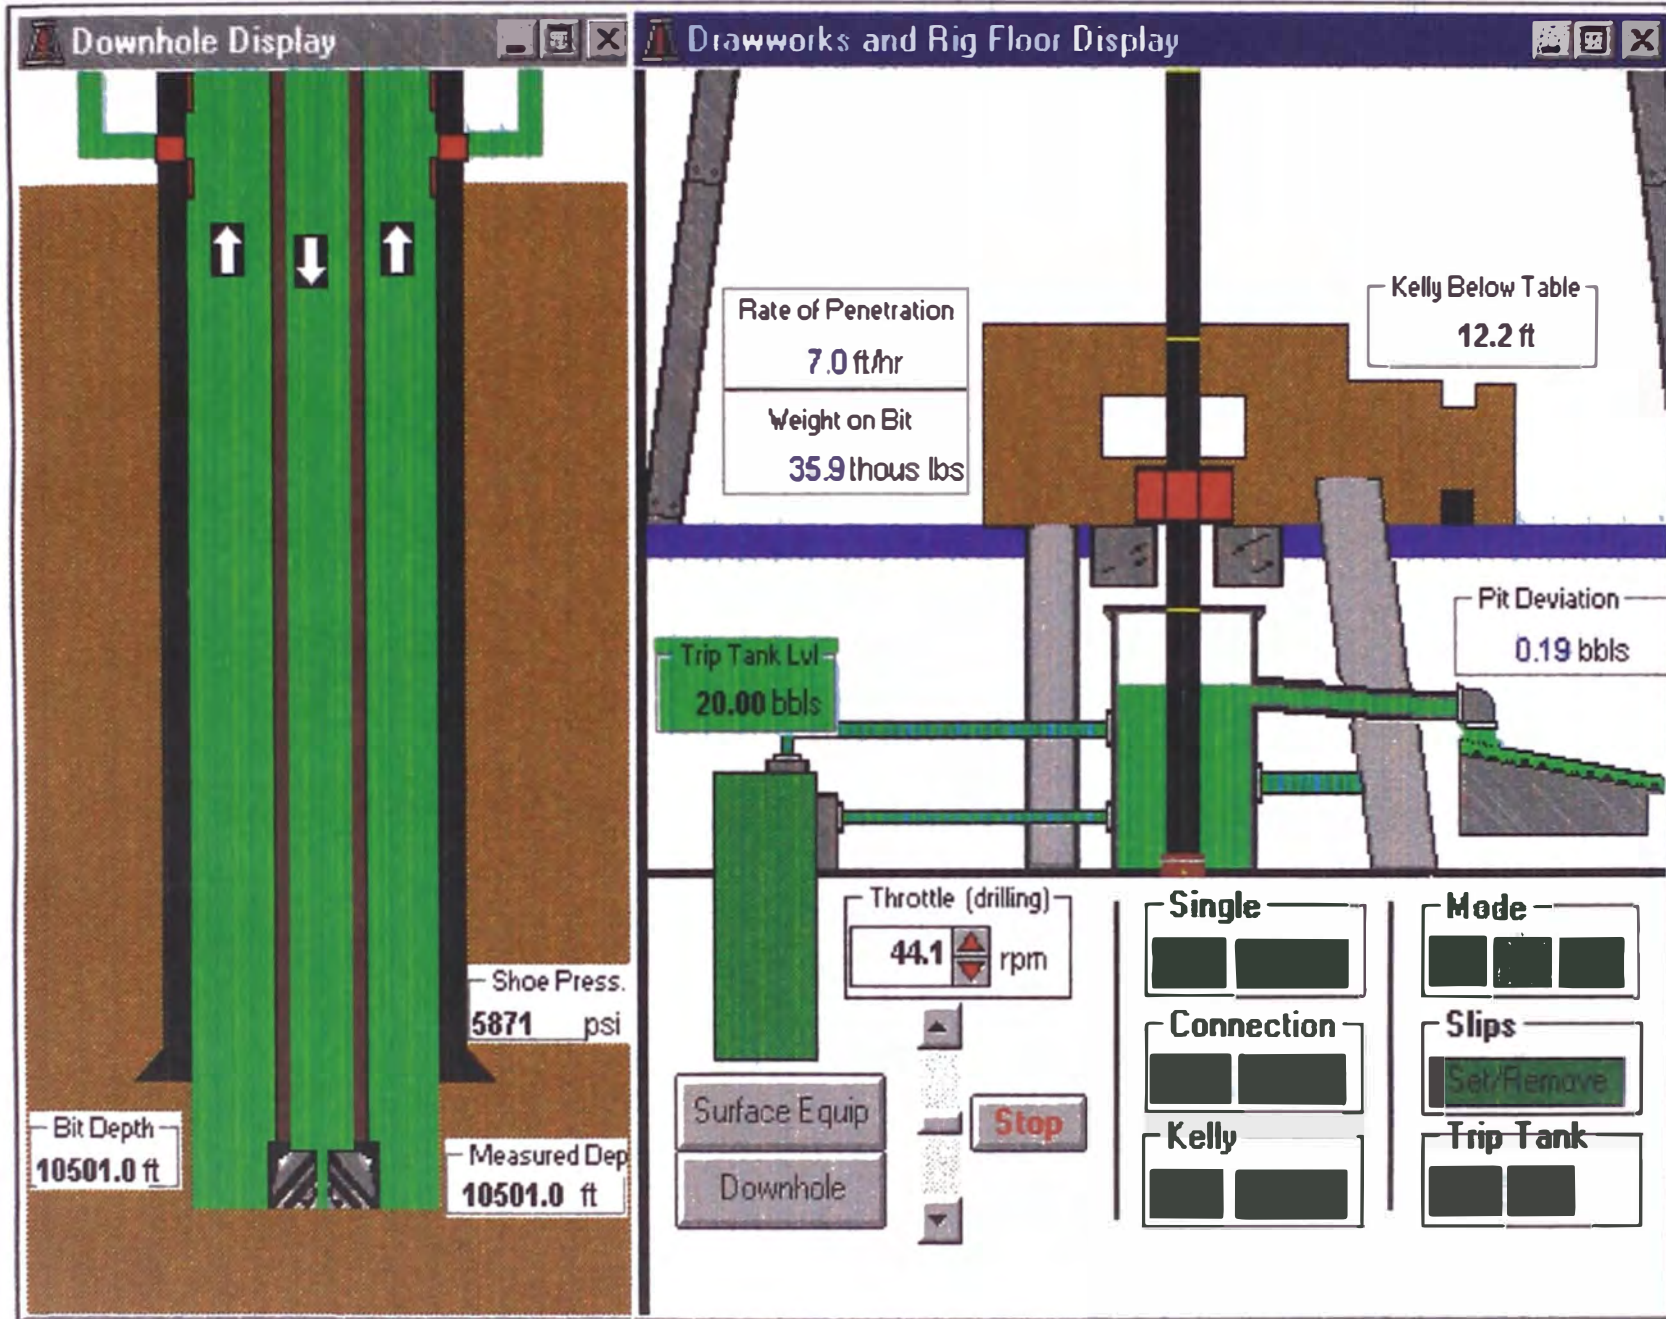 Downhole Display
Shoe Press.
5871 psi
Bit Depth
10501.0 ft
Measured Dep
10501.0 ft
Drawworks and Rig Floor Display
Rate of Penetration
7.0 ft/hr
Weight on Bit
35.9 thous lbs
Kelly Below Table
12.2 ft
Pit Deviation
0.19 bbls
Trip Tank Lvl
20.00 bbls
Throttle (drilling)
44.1 rpm
Surface Equip
Downhole
Stop
Single
Connection
Kelly
Mode
Slips
Set/Remove
Trip Tank